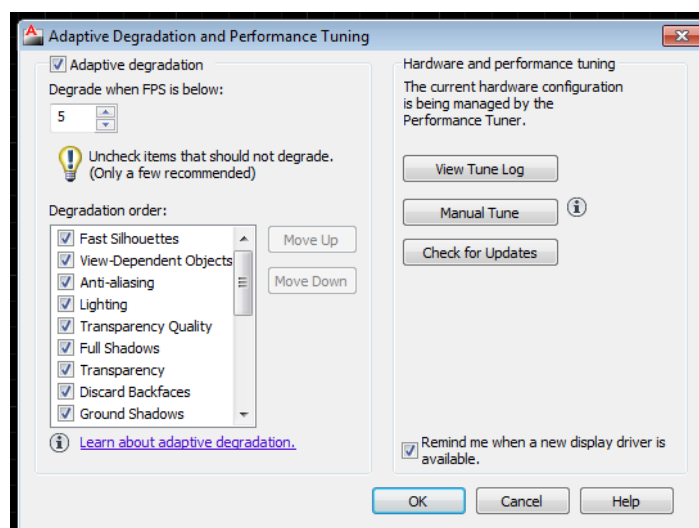 Adaptive Degradation and Performance Tuning
Adaptive degradation
Degrade when FPS is below:
5
Uncheck items that should not degrade.
(Only a few recommended)
Degradation order:
Fast Silhouettes
View-Dependent Objects
Anti-aliasing
Lighting
Transparency Quality
Full Shadows
Transparency
Discard Backfaces
Ground Shadows
Move Up
Move Down
Learn about adaptive degradation.
Hardware and performance tuning
The current hardware configuration
is being managed by the
Performance Tuner.
View Tune Log
Manual Tune
Check for Updates
Remind me when a new display driver is
available.
OK
Cancel
Help